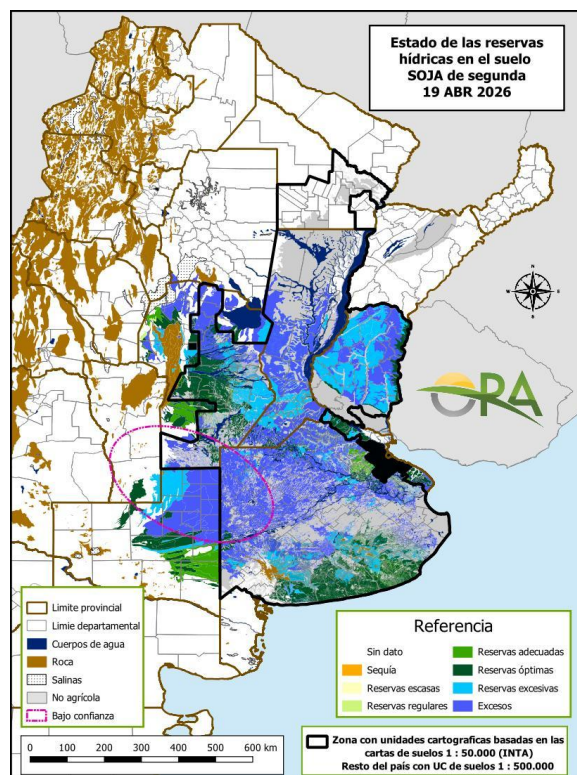 Estado de las reservas
hídricas en el suelo
SOJA de segunda
19 ABR 2026
N
W
E
S
ORA
Limite provincial
Limie departamental
Cuerpos de agua
Roca
Salinas
No agrícola
Bajo confianza
0 100 200 300 400 600 km
Referencia
Sin dato
Sequía
Reservas escasas
Reservas regulares
Reservas adecuadas
Reservas óptimas
Reservas excesivas
Excesos
Zona con unidades cartograficas basadas en las
cartas de suelos 1 : 50.000 (INTA)
Resto del país con UC de suelos 1 : 500.000